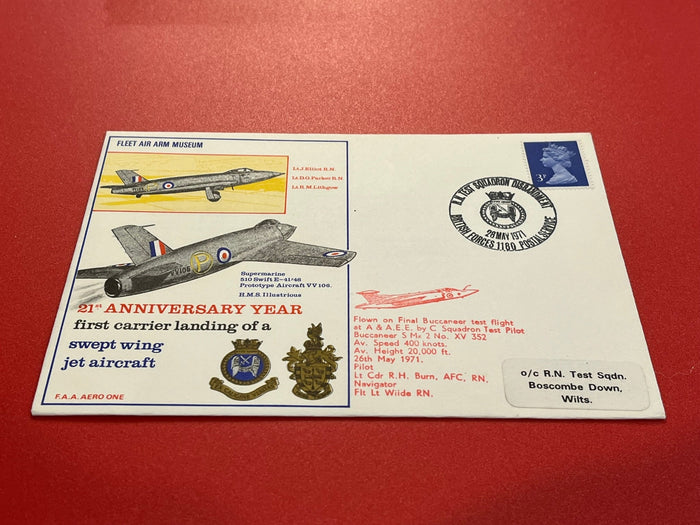 FLEET AIR ARM MUSEUM
Lt.J Elliot R.N.
Lt.D.G Parker R.N.
Lt.R.M.Lithgow
VV106
P
VV106
Supermarine
510 Swift E-41/46
Prototype Aircraft VV 106.
H.M.S. Illustrious
21st ANNIVERSARY YEAR
first carrier landing of a
swept wing
jet aircraft
F.A.A. AERO ONE
R.N. TEST SQUADRON DISBANDMENT
28 MAY 1971
BRITISH FORCES 1180 POSTAL SERVICE
3P
Flown on Final Buccaneer test flight
at A & A.E.E. by C Squadron Test Pilot
Buccaneer S Mk 2 No. XV 352
Av. Speed 400 knots.
Av. Height 20,000 ft.
26th May 1971.
Pilot
Lt Cdr R.H. Burn, AFC, RN,
Navigator
Flt Lt Wilde RN.
o/c R.N. Test Sqdn.
Boscombe Down,
Wilts.